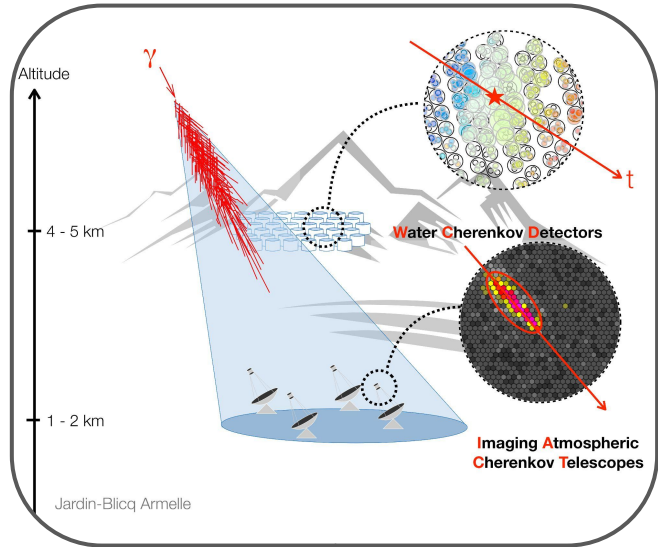 γ
Altitude
t
4 - 5 km
Water Cherenkov Detectors
1 - 2 km
Imaging Atmospheric
Cherenkov Telescopes
Jardin-Blicq Armelle